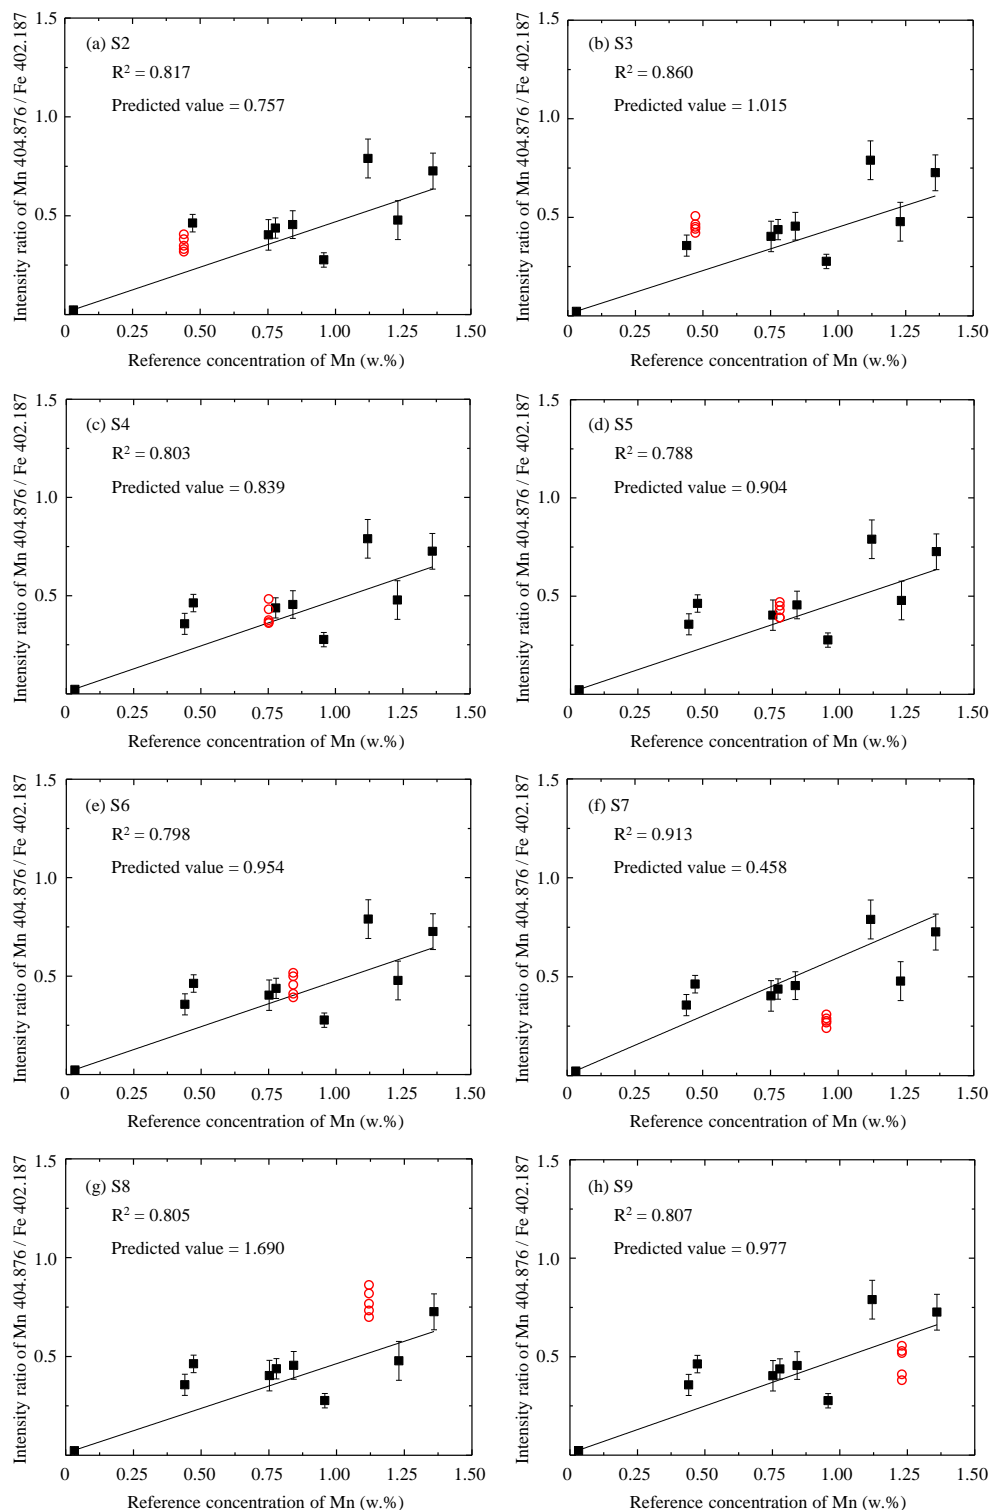 (a) S2
R² = 0.817
Predicted value = 0.757
1.5
1.0
0.5
0 0.25 0.50 0.75 1.00 1.25 1.50
Reference concentration of Mn (w.%)
Intensity ratio of Mn 404.876 / Fe 402.187
(b) S3
R² = 0.860
Predicted value = 1.015
1.5
1.0
0.5
0 0.25 0.50 0.75 1.00 1.25 1.50
Reference concentration of Mn (w.%)
Intensity ratio of Mn 404.876 / Fe 402.187
(c) S4
R² = 0.803
Predicted value = 0.839
1.5
1.0
0.5
0 0.25 0.50 0.75 1.00 1.25 1.50
Reference concentration of Mn (w.%)
Intensity ratio of Mn 404.876 / Fe 402.187
(d) S5
R² = 0.788
Predicted value = 0.904
1.5
1.0
0.5
0 0.25 0.50 0.75 1.00 1.25 1.50
Reference concentration of Mn (w.%)
Intensity ratio of Mn 404.876 / Fe 402.187
(e) S6
R² = 0.798
Predicted value = 0.954
1.5
1.0
0.5
0 0.25 0.50 0.75 1.00 1.25 1.50
Reference concentration of Mn (w.%)
Intensity ratio of Mn 404.876 / Fe 402.187
(f) S7
R² = 0.913
Predicted value = 0.458
1.5
1.0
0.5
0 0.25 0.50 0.75 1.00 1.25 1.50
Reference concentration of Mn (w.%)
Intensity ratio of Mn 404.876 / Fe 402.187
(g) S8
R² = 0.805
Predicted value = 1.690
1.5
1.0
0.5
0 0.25 0.50 0.75 1.00 1.25 1.50
Reference concentration of Mn (w.%)
Intensity ratio of Mn 404.876 / Fe 402.187
(h) S9
R² = 0.807
Predicted value = 0.977
1.5
1.0
0.5
0 0.25 0.50 0.75 1.00 1.25 1.50
Reference concentration of Mn (w.%)
Intensity ratio of Mn 404.876 / Fe 402.187